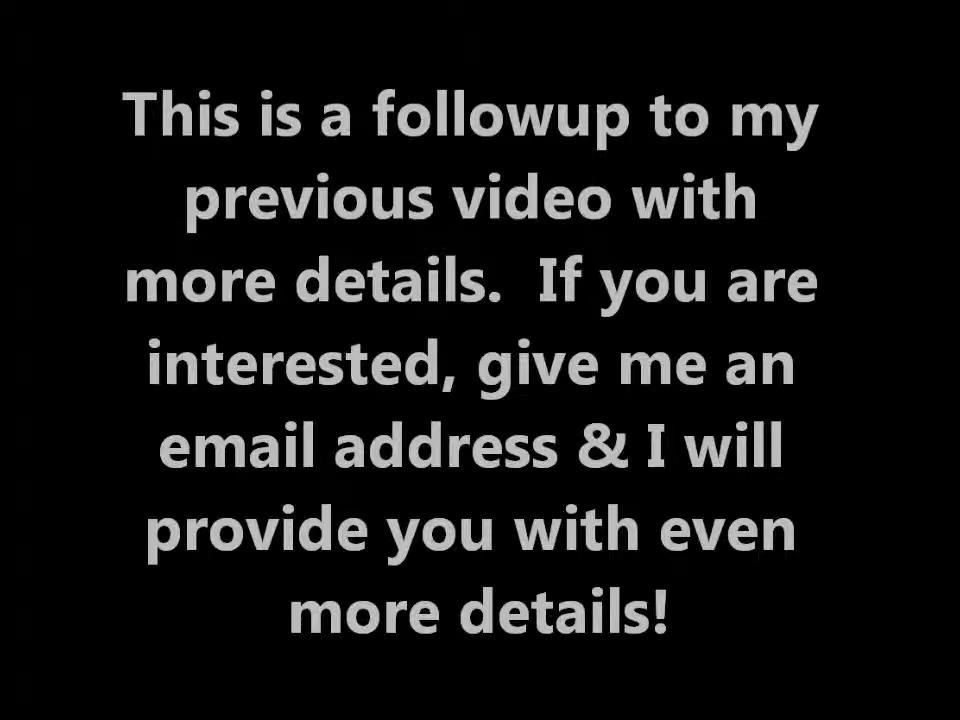 This is a followup to my
previous video with
more details.  If you are
interested, give me an
email address & I will
provide you with even
more details!